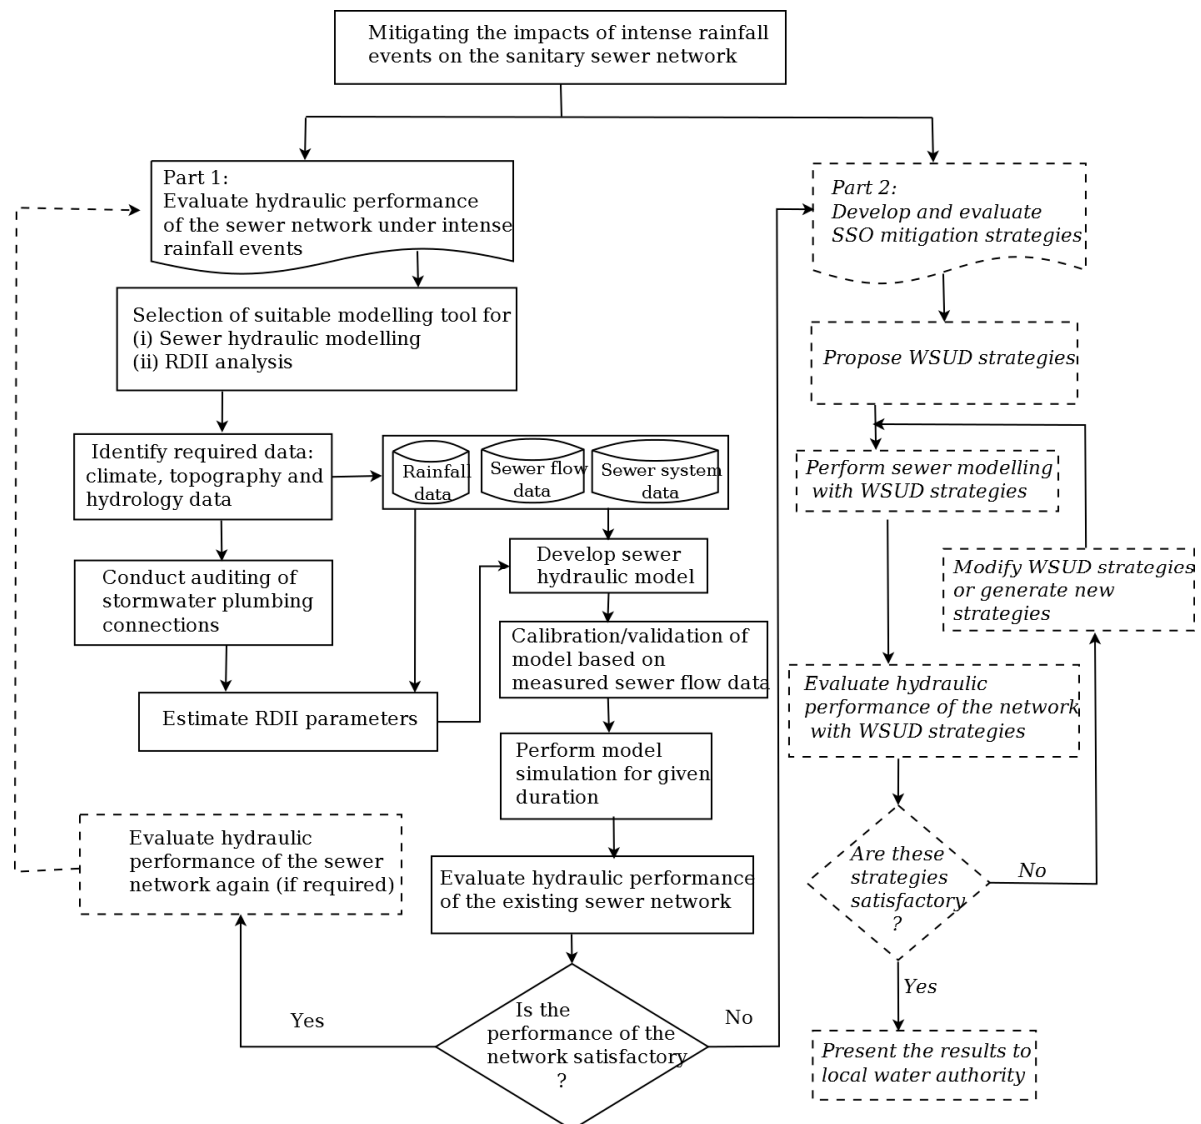 Mitigating the impacts of intense rainfall
events on the sanitary sewer network
Part 1:
Evaluate hydraulic performance
of the sewer network under intense
rainfall events
Selection of suitable modelling tool for
(i) Sewer hydraulic modelling
(ii) RDII analysis
Identify required data:
climate, topography and
hydrology data
Rainfall
data
Sewer flow
data
Sewer system
data
Conduct auditing of
stormwater plumbing
connections
Estimate RDII parameters
Develop sewer
hydraulic model
Calibration/validation of
model based on
measured sewer flow data
Perform model
simulation for given
duration
Evaluate hydraulic performance
of the existing sewer network
Is the
performance of the
network satisfactory
?
Yes
No
Evaluate hydraulic
performance of the sewer
network again (if required)
Part 2:
Develop and evaluate
SSO mitigation strategies
Propose WSUD strategies
Perform sewer modelling
with WSUD strategies
Modify WSUD strategies
or generate new
strategies
Evaluate hydraulic
performance of the network
with WSUD strategies
Are these
strategies
satisfactory
?
No
Yes
Present the results to
local water authority